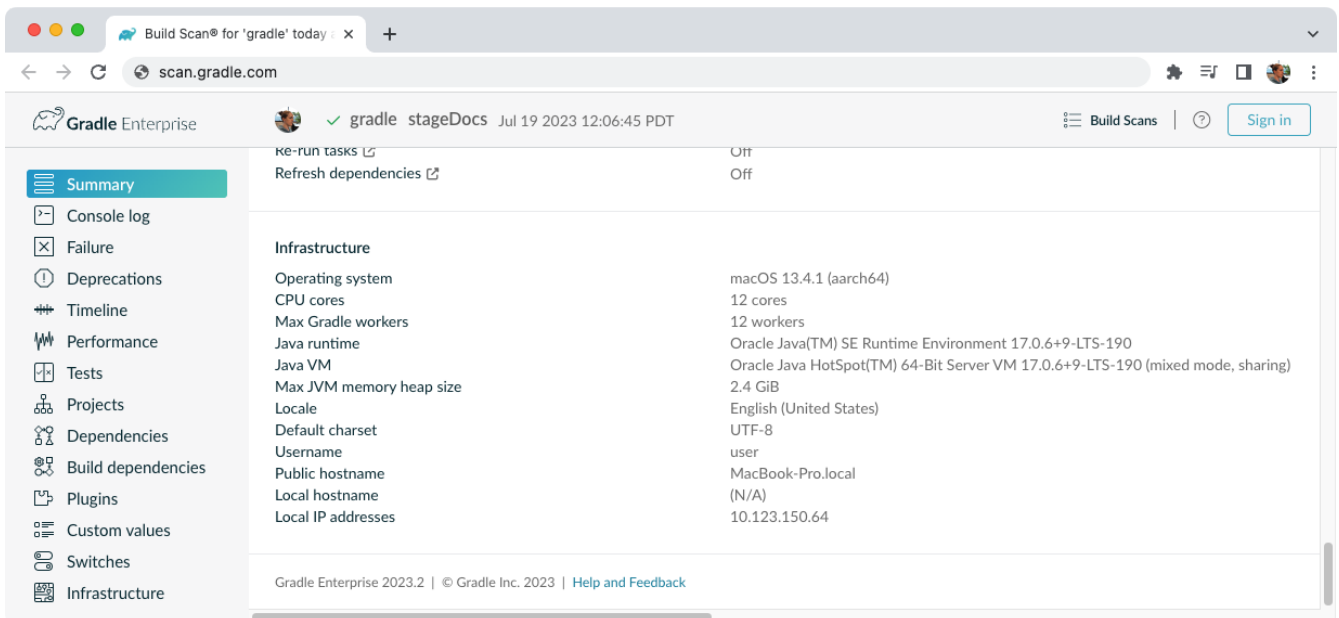 Build Scan® for 'gradle' today
scan.gradle.com
Gradle Enterprise
gradle stageDocs Jul 19 2023 12:06:45 PDT
Build Scans
Sign in
Summary
Console log
Failure
Deprecations
Timeline
Performance
Tests
Projects
Dependencies
Build dependencies
Plugins
Custom values
Switches
Infrastructure
Re-run tasks Off
Refresh dependencies Off
Infrastructure
Operating system macOS 13.4.1 (aarch64)
CPU cores 12 cores
Max Gradle workers 12 workers
Java runtime Oracle Java(TM) SE Runtime Environment 17.0.6+9-LTS-190
Java VM Oracle Java HotSpot(TM) 64-Bit Server VM 17.0.6+9-LTS-190 (mixed mode, sharing)
Max JVM memory heap size 2.4 GiB
Locale English (United States)
Default charset UTF-8
Username user
Public hostname MacBook-Pro.local
Local hostname (N/A)
Local IP addresses 10.123.150.64
Gradle Enterprise 2023.2 | © Gradle Inc. 2023 | Help and Feedback